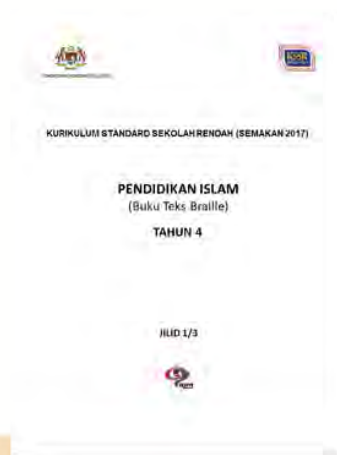 KURIKULUM STANDARD SEKOLAH RENDAH (SEMAKAN 2017)
PENDIDIKAN ISLAM
(Buku Teks Braille)
TAHUN 4
JILID 1/3